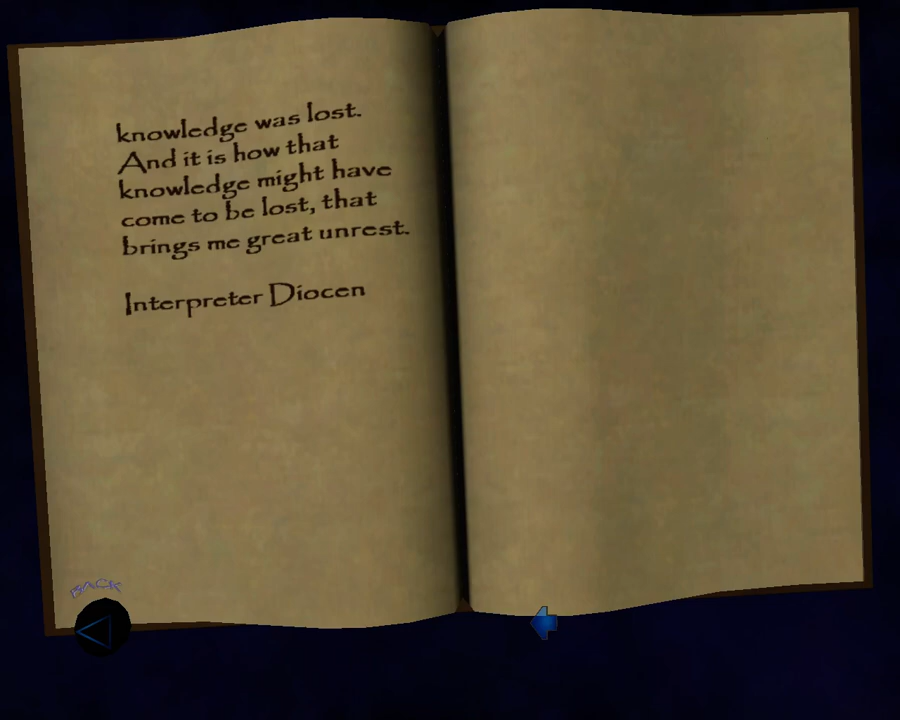 knowledge was lost.
And it is how that
knowledge might have
come to be lost, that
brings me great unrest.
Interpreter Diocen
BACK